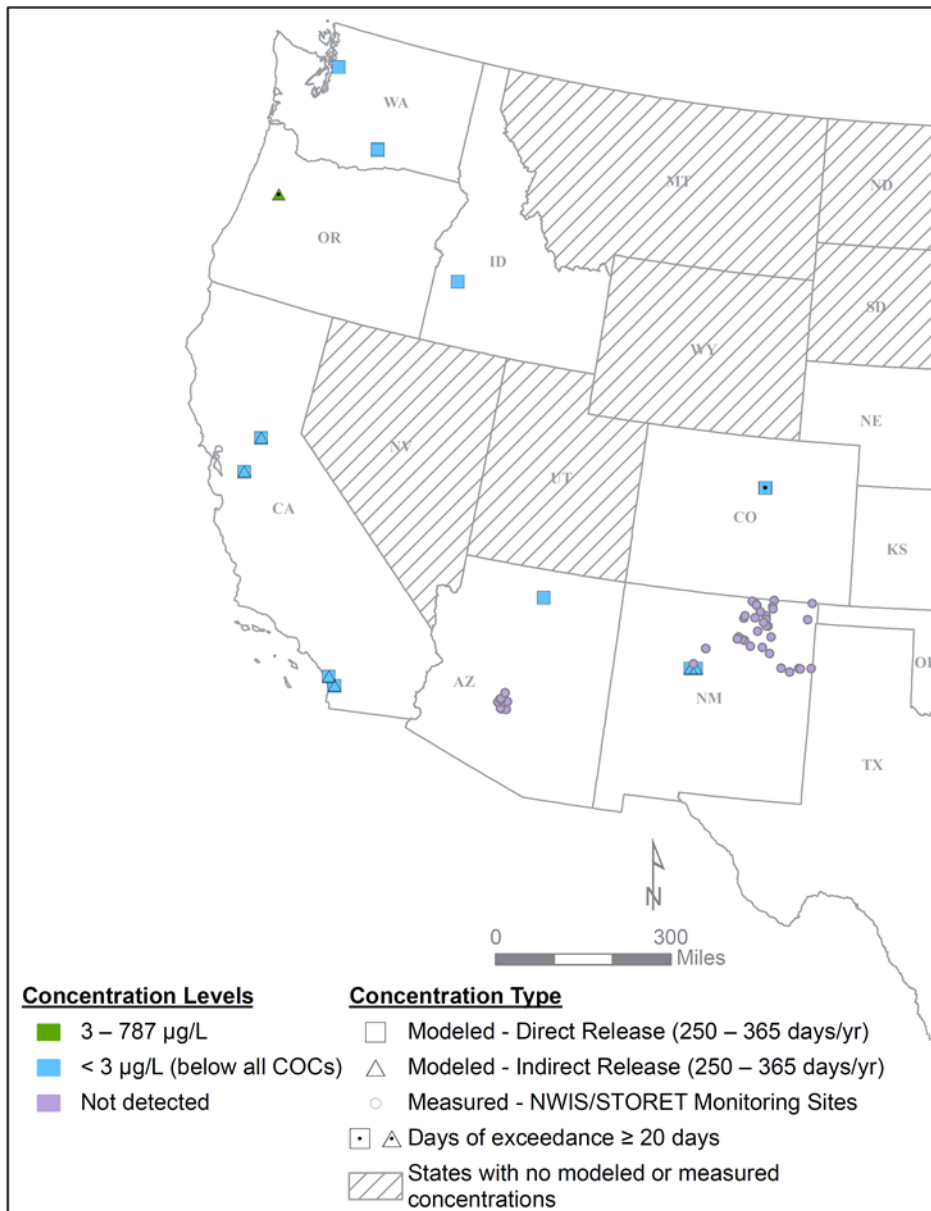 WA
MT
ND
OR
ID
SD
WY
NE
NV
UT
CO
CA
KS
AZ
NM
OK
TX
N
0 300
Miles
Concentration Levels
3 – 787 µg/L
< 3 µg/L (below all COCs)
Not detected
Concentration Type
Modeled - Direct Release (250 – 365 days/yr)
Modeled - Indirect Release (250 – 365 days/yr)
Measured - NWIS/STORET Monitoring Sites
Days of exceedance ≥ 20 days
States with no modeled or measured
concentrations